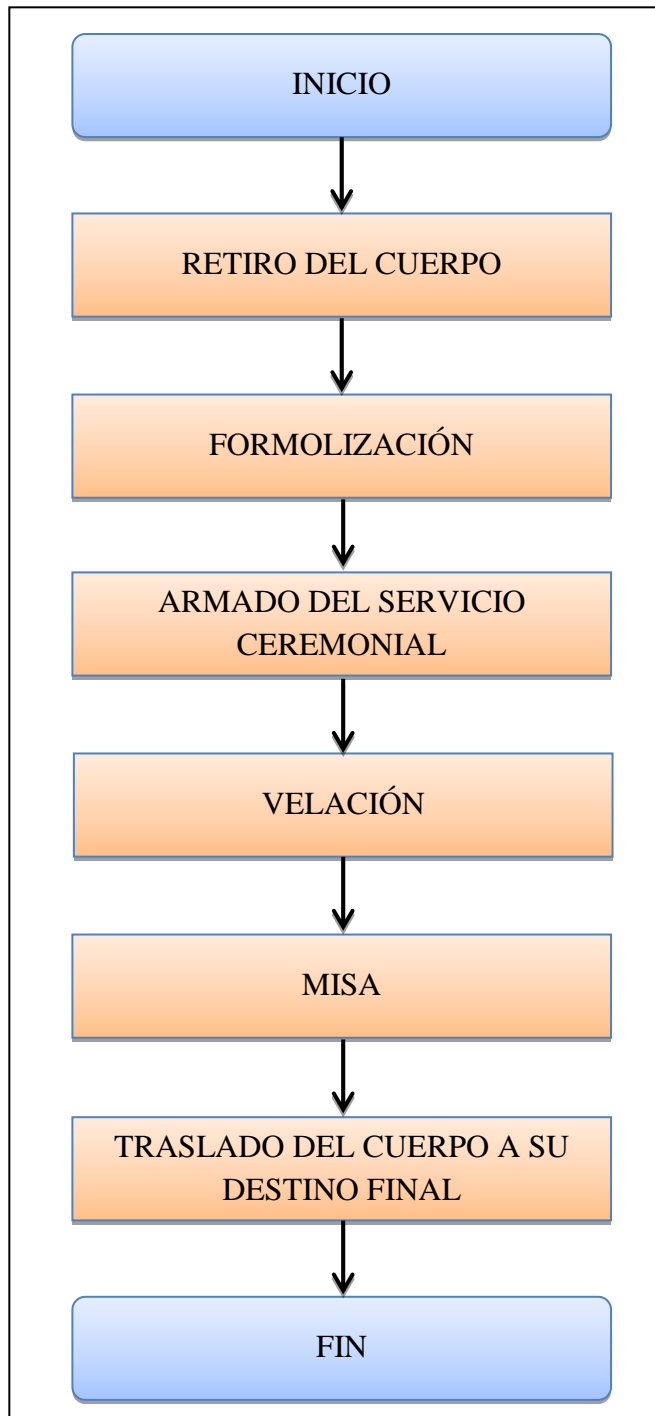 INICIO
RETIRO DEL CUERPO
FORMOLIZACIÓN
ARMADO DEL SERVICIO
CEREMONIAL
VELACIÓN
MISA
TRASLADO DEL CUERPO A SU
DESTINO FINAL
FIN